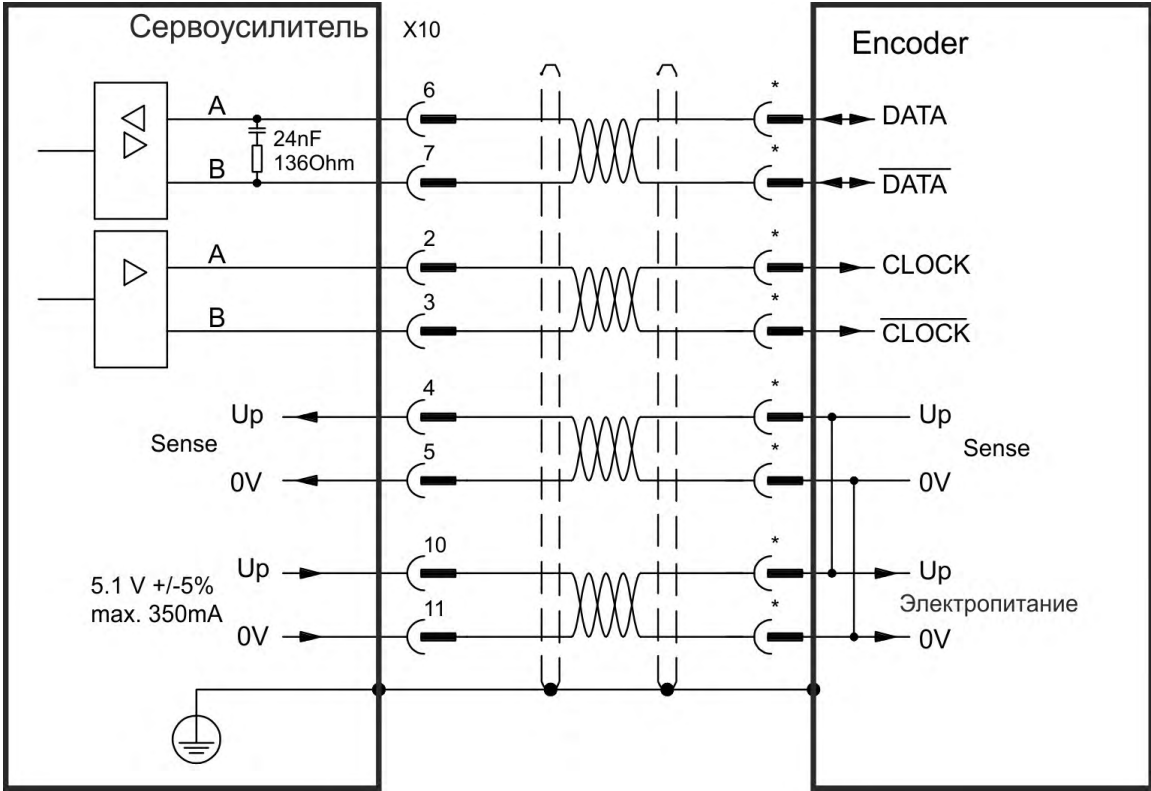 Сервоусилитель
X10
Encoder
A
6
*
DATA
24nF
136Ohm
B
7
*
DATA
A
2
*
CLOCK
B
3
*
CLOCK
Up
4
*
Up
Sense
Sense
0V
5
*
0V
5.1 V +/-5%
max. 350mA
Up
10
*
Up
Электропитание
0V
11
*
0V